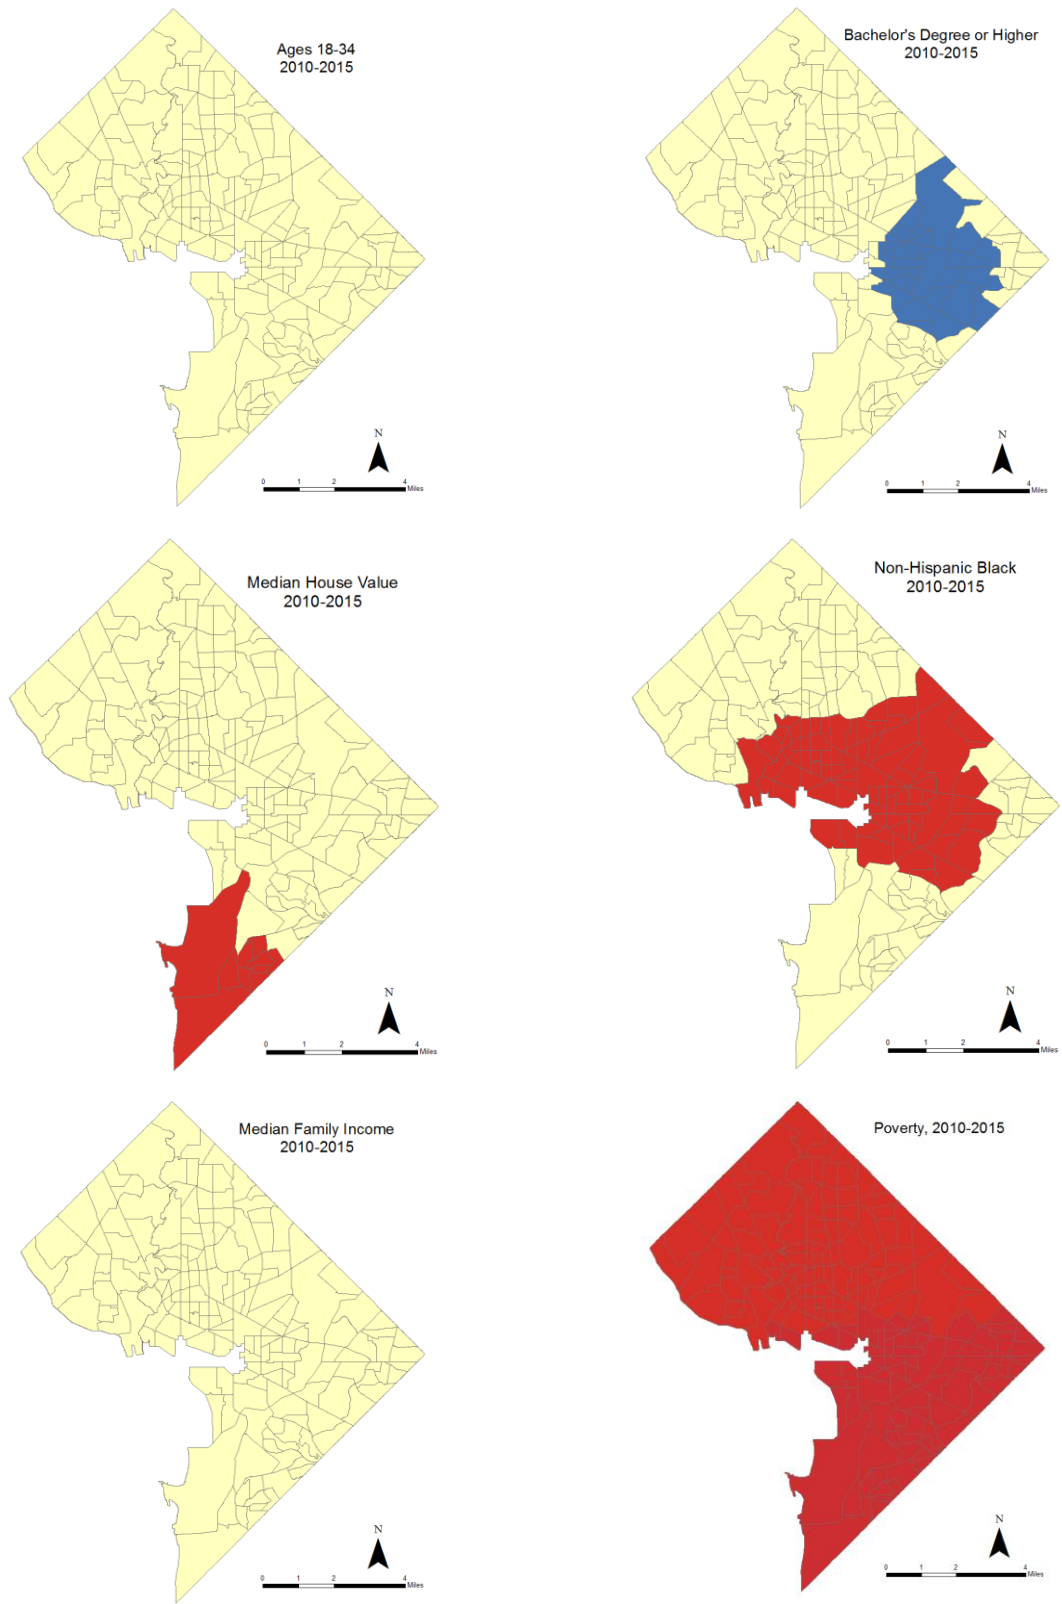 Ages 18-34
2010-2015
N
0 1 2 4
Miles
Bachelor's Degree or Higher
2010-2015
N
0 1 2 4
Miles
Median House Value
2010-2015
N
0 1 2 4
Miles
Non-Hispanic Black
2010-2015
N
0 1 2 4
Miles
Median Family Income
2010-2015
N
0 1 2 4
Miles
Poverty, 2010-2015
N
0 1 2 4
Miles